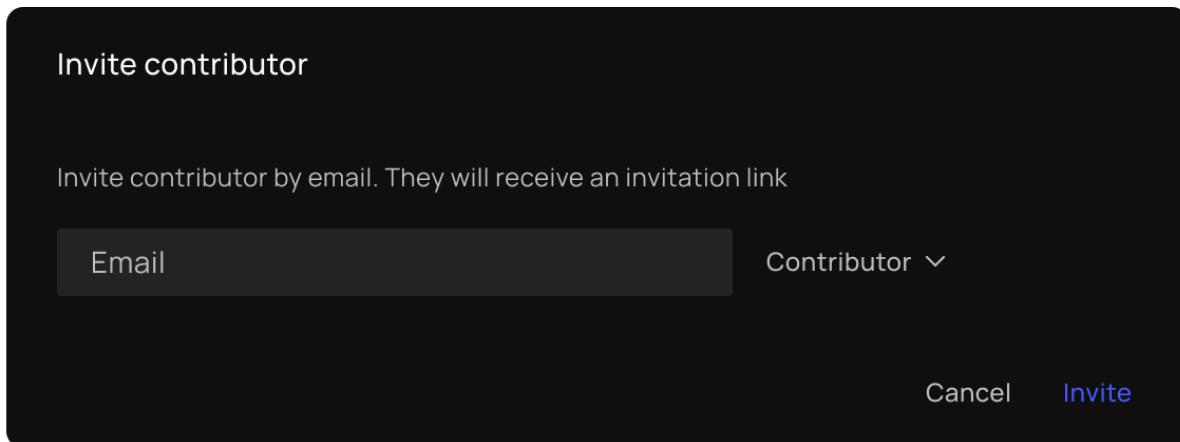 Invite contributor
Invite contributor by email. They will receive an invitation link
Email Contributor
Cancel Invite